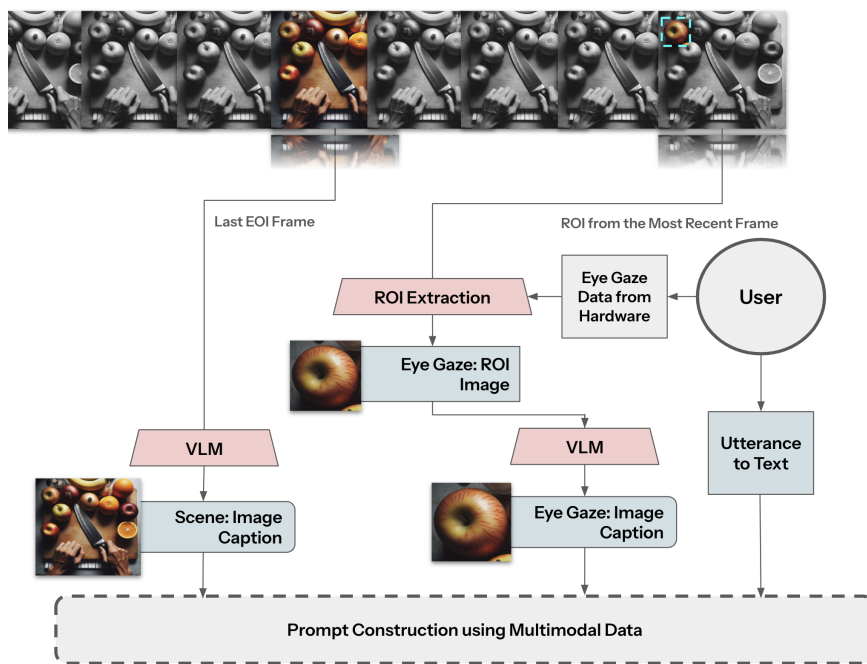 Last EOI Frame
ROI from the Most Recent Frame
ROI Extraction
Eye Gaze
Data from
Hardware
User
Eye Gaze: ROI
Image
VLM
VLM
Utterance
to Text
Scene: Image
Caption
Eye Gaze: Image
Caption
Prompt Construction using Multimodal Data